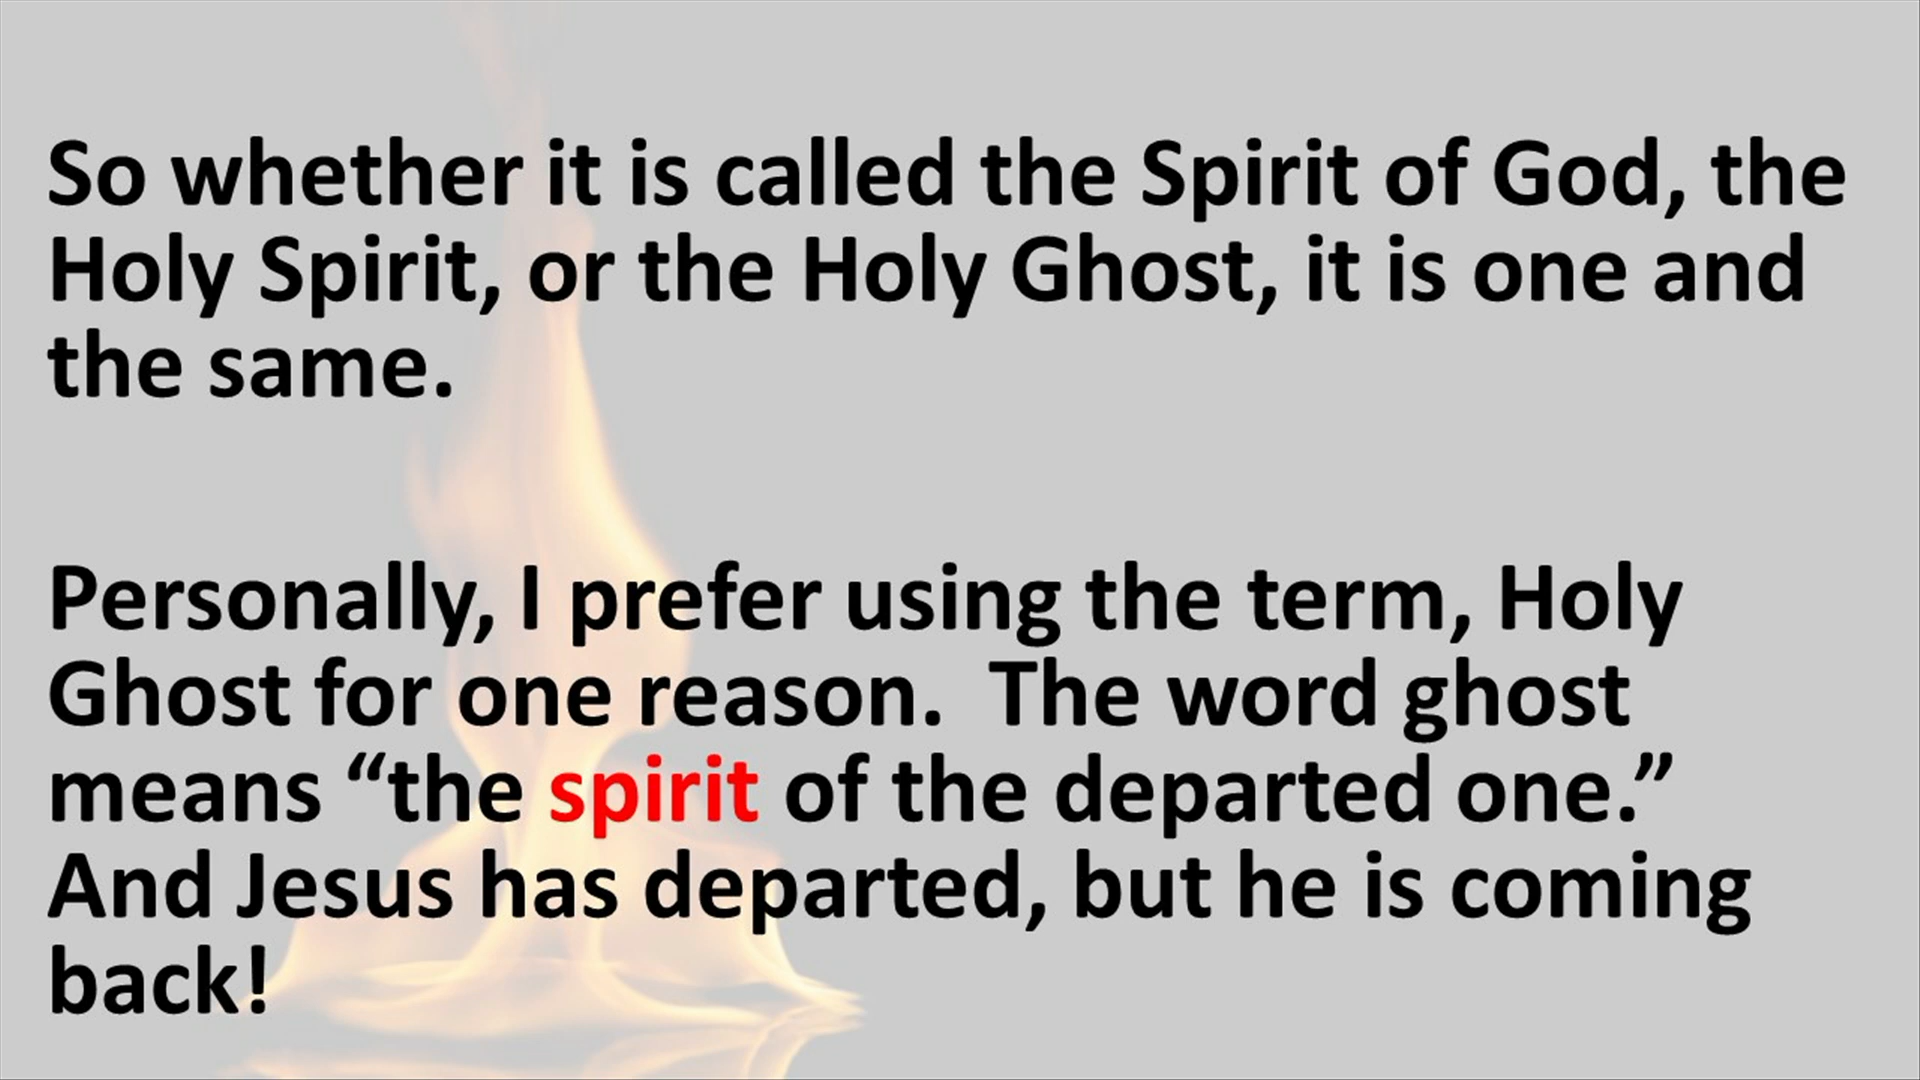 So whether it is called the Spirit of God, the
Holy Spirit, or the Holy Ghost, it is one and
the same.
Personally, I prefer using the term, Holy
Ghost for one reason.  The word ghost
means “the spirit of the departed one.”
And Jesus has departed, but he is coming
back!